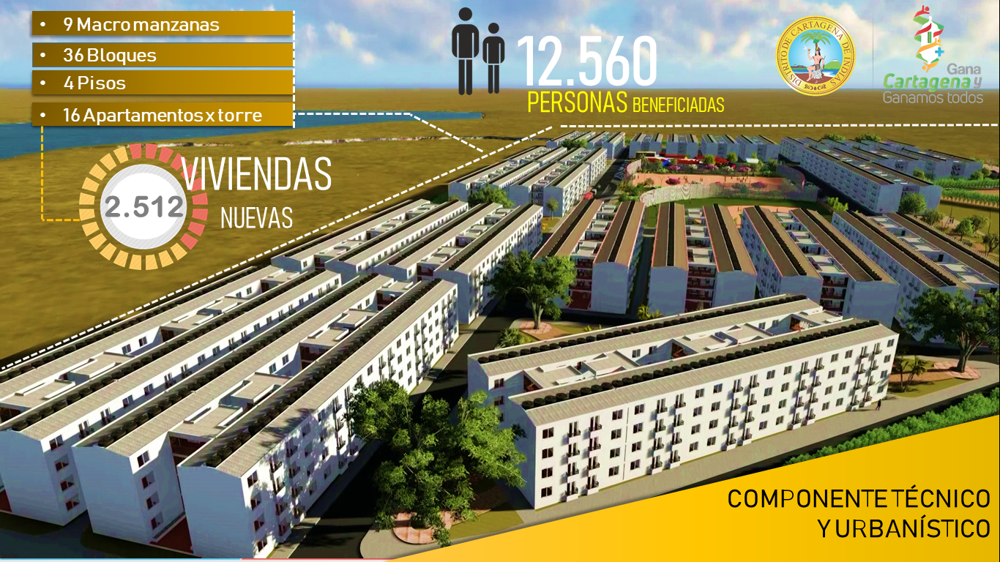 • 9 Macro manzanas
• 36 Bloques
• 4 Pisos
• 16 Apartamentos x torre
12.560
PERSONAS BENEFICIADAS
DISTRITO DE CARTAGENA DE INDIAS
Gana
Cartagena y
Ganamos todos
VIVIENDAS
2.512
NUEVAS
COMPONENTE TÉCNICO
Y URBANÍSTICO